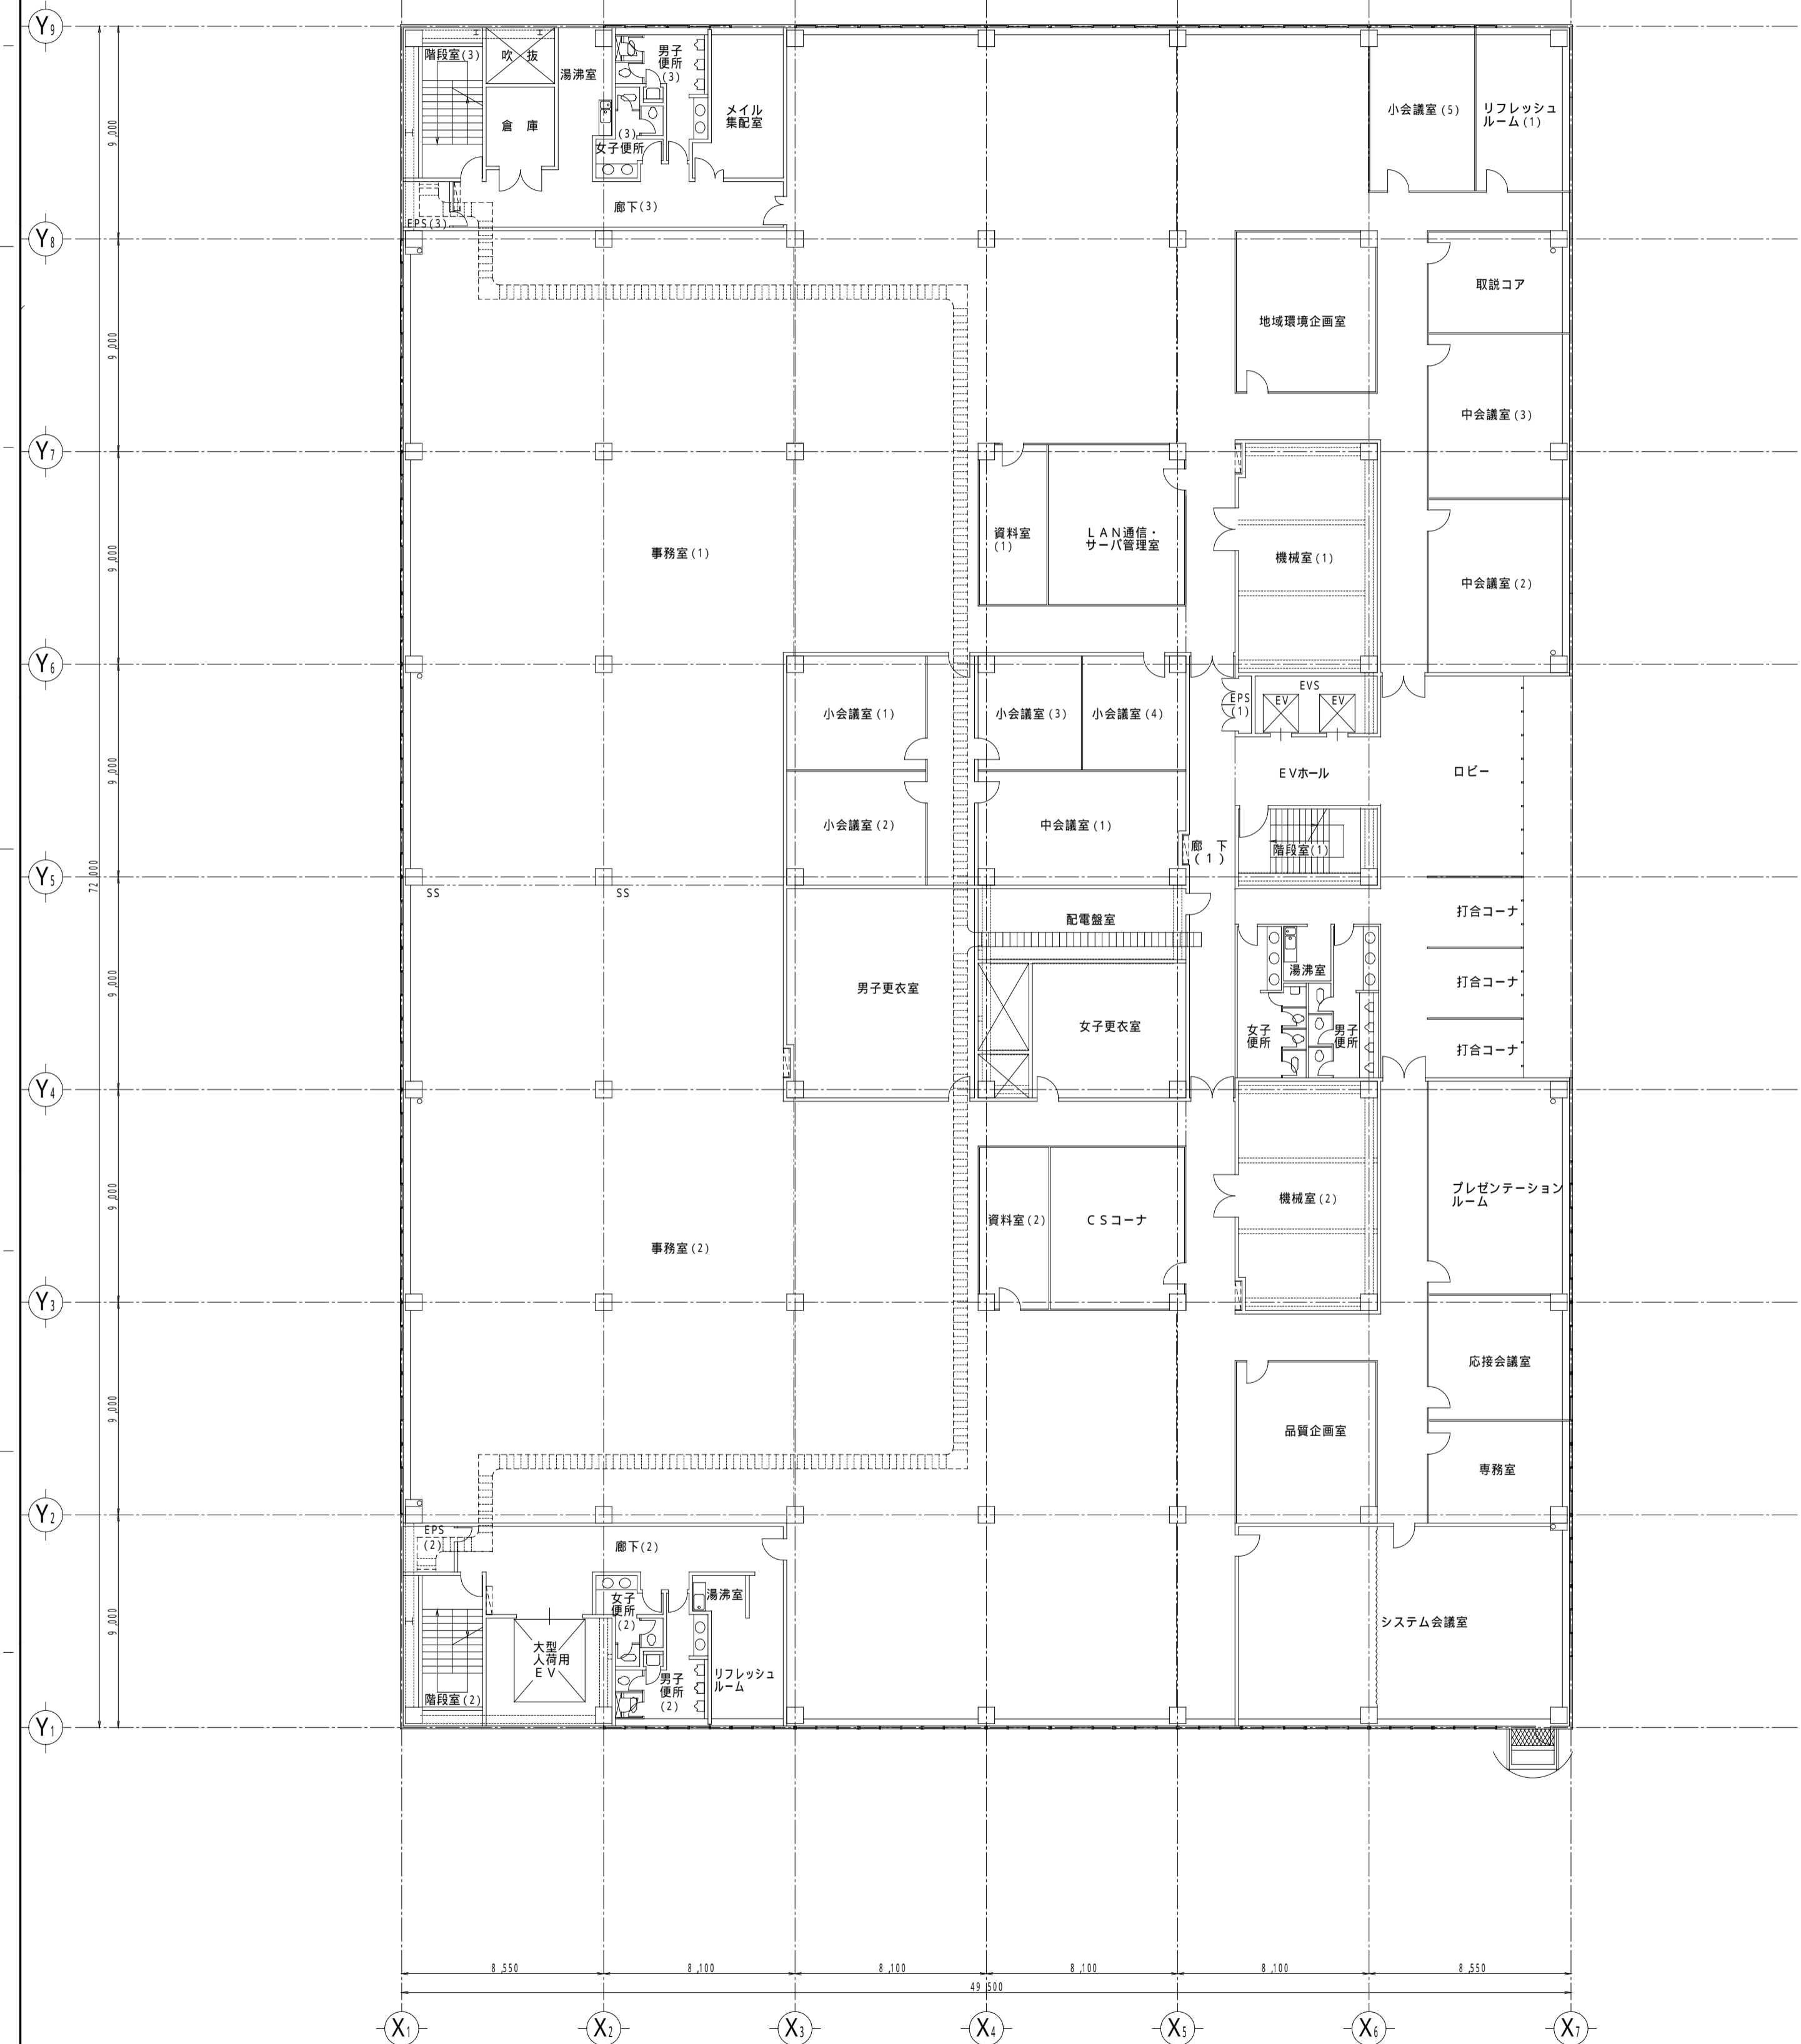 Y9
階段室(3)
吹 抜
湯沸室
男子
便所
(3)
メイル
集配室
倉 庫
(3)
女子便所
小会議室(5)
リフレッシュ
ルーム(1)
9,000
廊下(3)
EPS(3)
Y8
取説コア
地域環境企画室
9,000
中会議室(3)
Y7
資料室
(1)
LAN通信・
サーバ管理室
事務室(1)
機械室(1)
中会議室(2)
9,000
Y6
EVS
EPS
(1)
EV
EV
小会議室(1)
小会議室(3)
小会議室(4)
9,000
EVホール
ロビー
小会議室(2)
中会議室(1)
廊 下
(1)
階段室(1)
72,000
Y5
SS
SS
配電盤室
打合コーナ
湯沸室
打合コーナ
9,000
男子更衣室
女子更衣室
女子
便所
男子
便所
打合コーナ
Y4
9,000
プレゼンテーション
ルーム
機械室(2)
資料室(2)
CSコーナ
事務室(2)
Y3
応接会議室
9,000
品質企画室
専務室
Y2
EPS
(2)
廊下(2)
湯沸室
女子
便所
(2)
9,000
システム会議室
大型
人荷用
EV
男子
便所
(2)
リフレッシュ
ルーム
階段室(2)
Y1
8,550
8,100
8,100
8,100
8,100
8,550
49,500
X1
X2
X3
X4
X5
X6
X7